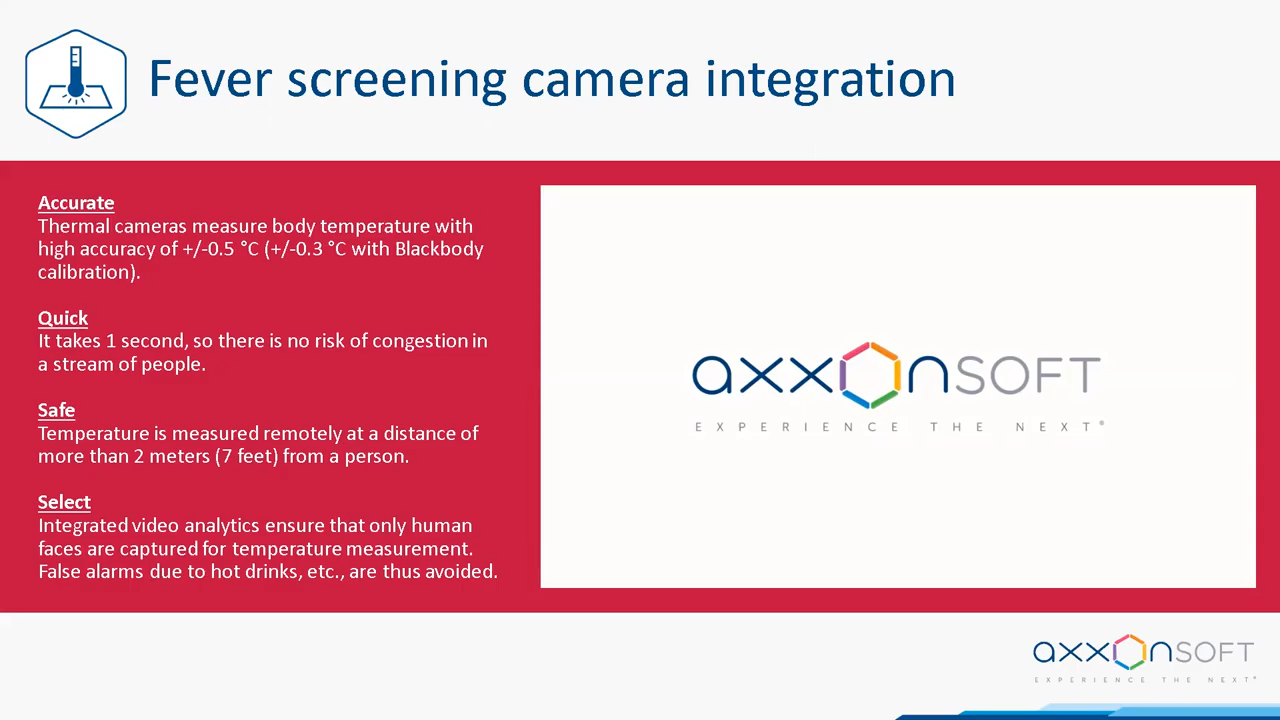 Fever screening camera integration
Accurate
Thermal cameras measure body temperature with
high accuracy of +/-0.5 °C (+/-0.3 °C with Blackbody
calibration).
Quick
It takes 1 second, so there is no risk of congestion in
a stream of people.
Safe
Temperature is measured remotely at a distance of
more than 2 meters (7 feet) from a person.
Select
Integrated video analytics ensure that only human
faces are captured for temperature measurement.
False alarms due to hot drinks, etc., are thus avoided.
axxonsoft
EXPERIENCE THE NEXT®
axxonsoft
EXPERIENCE THE NEXT®